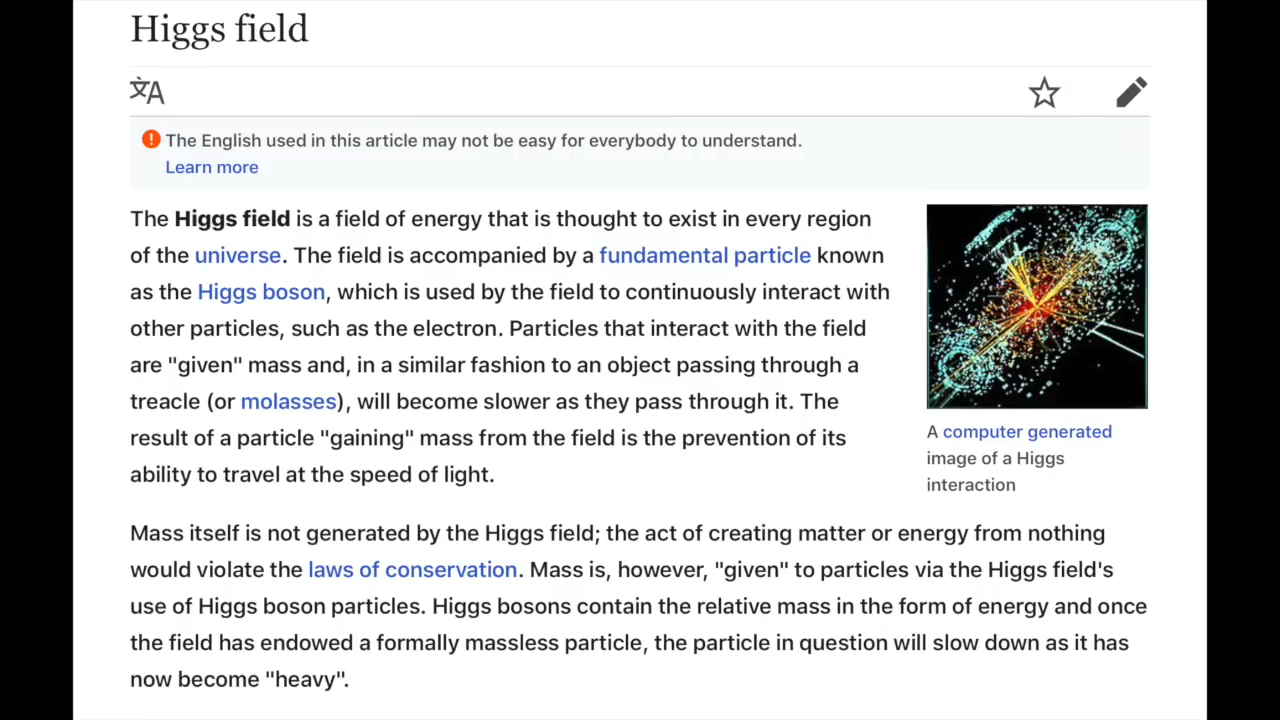 Higgs field
文A
The English used in this article may not be easy for everybody to understand.
Learn more
The Higgs field is a field of energy that is thought to exist in every region
of the universe. The field is accompanied by a fundamental particle known
as the Higgs boson, which is used by the field to continuously interact with
other particles, such as the electron. Particles that interact with the field
are "given" mass and, in a similar fashion to an object passing through a
treacle (or molasses), will become slower as they pass through it. The
result of a particle "gaining" mass from the field is the prevention of its
ability to travel at the speed of light.
A computer generated
image of a Higgs
interaction
Mass itself is not generated by the Higgs field; the act of creating matter or energy from nothing
would violate the laws of conservation. Mass is, however, "given" to particles via the Higgs field's
use of Higgs boson particles. Higgs bosons contain the relative mass in the form of energy and once
the field has endowed a formally massless particle, the particle in question will slow down as it has
now become "heavy".